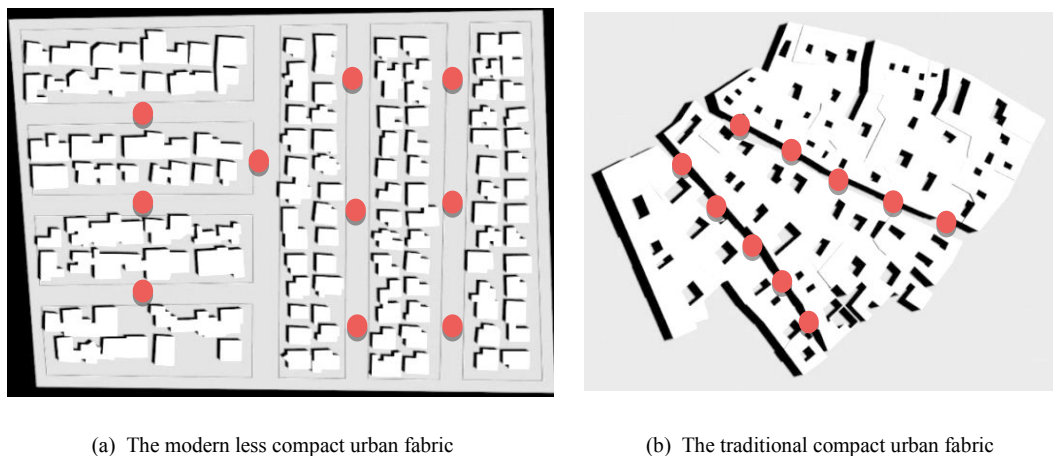 (a) The modern less compact urban fabric
(b) The traditional compact urban fabric